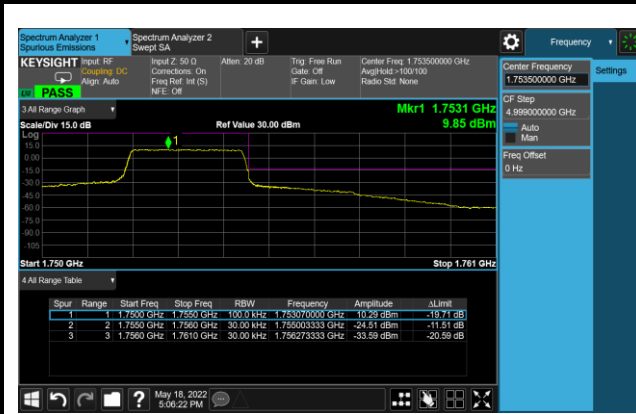 Spectrum Analyzer 1
Spurious Emissions
Spectrum Analyzer 2
Swept SA
+
Frequency
KEYSIGHT
Input: RF
Coupling: DC
Align: Auto
Input Z: 50 Ω
Corrections: On
Freq Ref: Int (S)
NFE: Off
Atten: 20 dB
Trig: Free Run
Gate: Off
IF Gain: Low
Center Freq: 1.753500000 GHz
Avg|Hold:>100/100
Radio Std: None
PASS
Center Frequency
1.753500000 GHz
Settings
CF Step
4.999000000 GHz
Auto
Man
Freq Offset
0 Hz
3 All Range Graph
Mkr1 1.7531 GHz
Scale/Div 15.0 dB
Ref Value 30.00 dBm
9.85 dBm
Log
1
15.0
0.00
-15.0
-30.0
-45.0
-60.0
-75.0
-90.0
-105
Start 1.750 GHz
Stop 1.761 GHz
4 All Range Table
Spur Range Start Freq Stop Freq RBW Frequency Amplitude ΔLimit
1 1 1.7500 GHz 1.7550 GHz 100.0 kHz 1.753070000 GHz 10.29 dBm -19.71 dB
2 2 1.7550 GHz 1.7560 GHz 30.00 kHz 1.755003333 GHz -24.51 dBm -11.51 dB
3 3 1.7560 GHz 1.7610 GHz 30.00 kHz 1.756273333 GHz -33.59 dBm -20.59 dB
?
May 18, 2022
5:06:22 PM